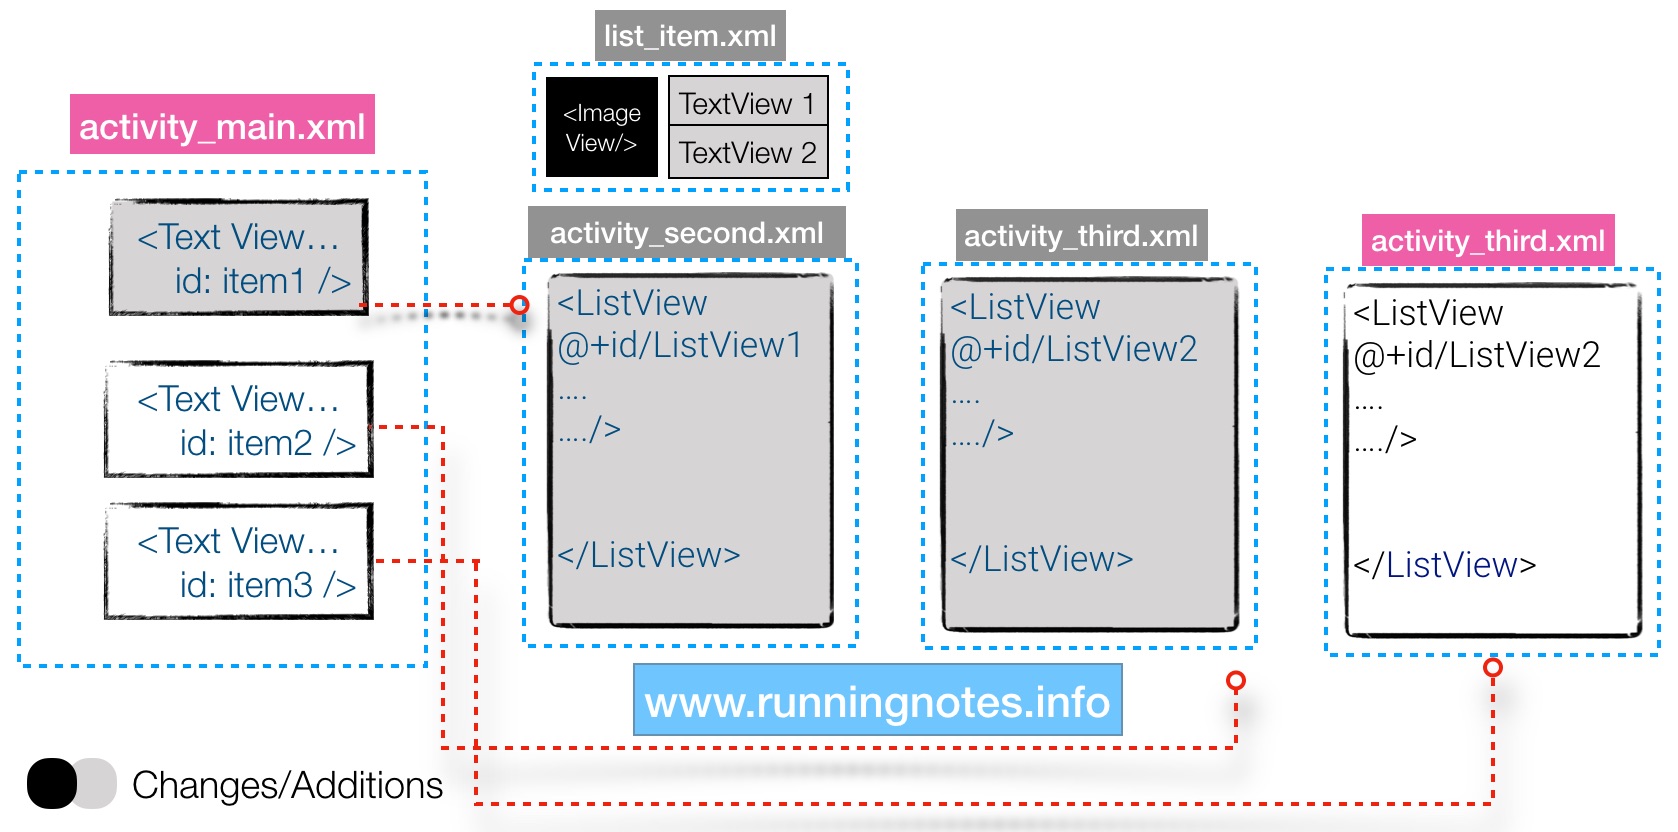 list_item.xml
<Image
View/>
TextView 1
TextView 2
activity_main.xml
<Text View…
id: item1 />
<Text View…
id: item2 />
<Text View…
id: item3 />
activity_second.xml
<ListView
@+id/ListView1
....
..../>
</ListView>
activity_third.xml
<ListView
@+id/ListView2
....
..../>
</ListView>
activity_third.xml
<ListView
@+id/ListView2
....
..../>
</ListView>
www.runningnotes.info
Changes/Additions